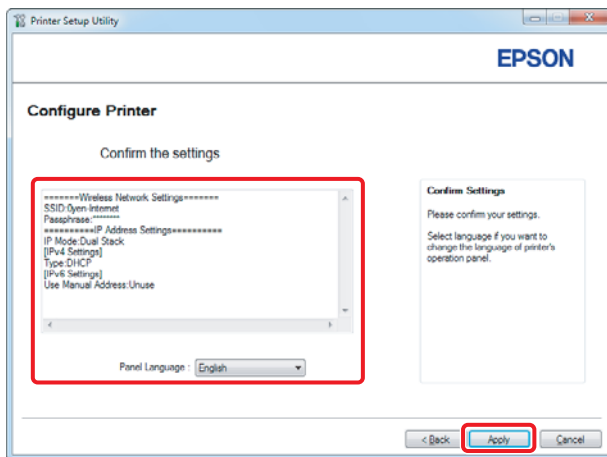 Printer Setup Utility
EPSON
Configure Printer
Confirm the settings
=======Wireless Network Settings=======
SSID:0yen-Internet
Passphrase:********
==========IP Address Settings==========
IP Mode:Dual Stack
[IPv4 Settings]
Type:DHCP
[IPv6 Settings]
Use Manual Address:Unuse
Panel Language : English
Confirm Settings
Please confirm your settings.
Select language if you want to
change the language of printer's
operation panel.
< Back
Apply
Cancel